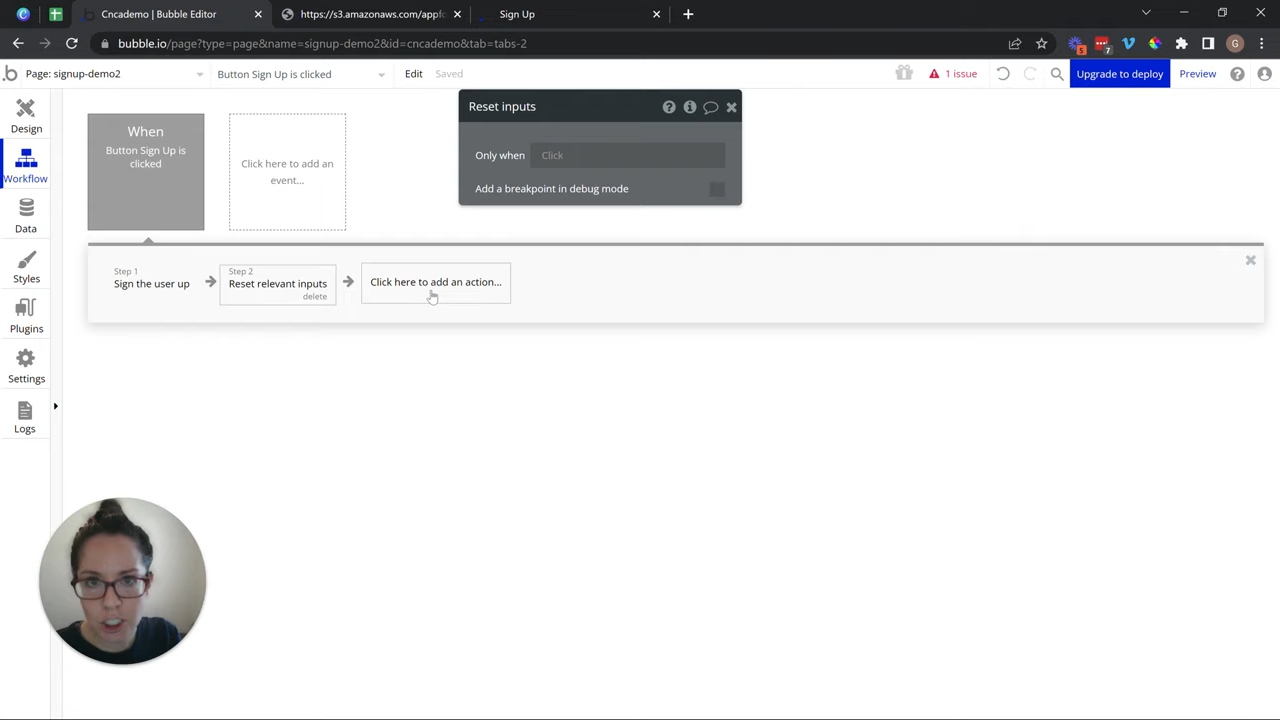 Cncademo | Bubble Editor
https://s3.amazonaws.com/appfo
Sign Up
bubble.io/page?type=page&name=signup-demo2&id=cncademo&tab=tabs-2
5
7
G
Page: signup-demo2
Button Sign Up is clicked
Edit
Saved
1 issue
Upgrade to deploy
Preview
Design
Workflow
Data
Styles
Plugins
Settings
Logs
When
Button Sign Up is
clicked
Click here to add an
event...
Reset inputs
Only when
Click
Add a breakpoint in debug mode
Step 1
Sign the user up
Step 2
Reset relevant inputs
delete
Click here to add an action...